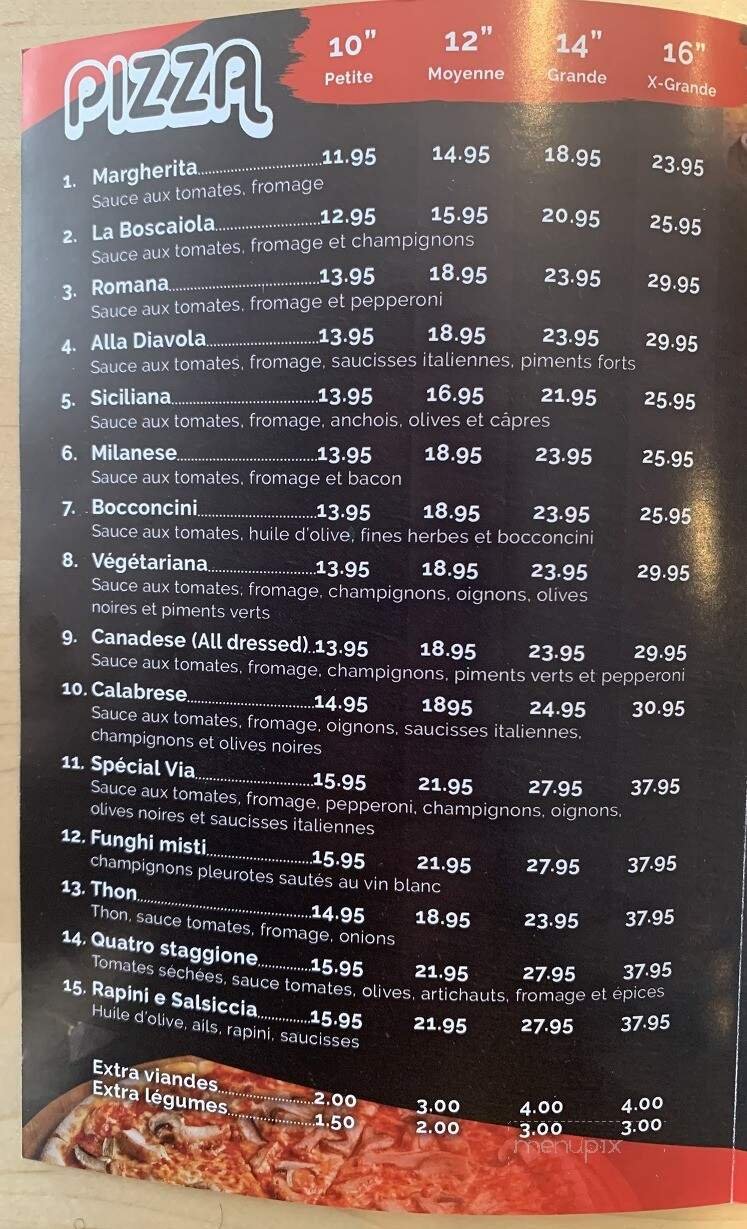 PIZZA
10" 12" 14" 16"
Petite Moyenne Grande X-Grande
1. Margherita 11.95 14.95 18.95 23.95
Sauce aux tomates, fromage
2. La Boscaiola 12.95 15.95 20.95 25.95
Sauce aux tomates, fromage et champignons
3. Romana 13.95 18.95 23.95 29.95
Sauce aux tomates, fromage et pepperoni
4. Alla Diavola 13.95 18.95 23.95 29.95
Sauce aux tomates, fromage, saucisses italiennes, piments forts
5. Siciliana 13.95 16.95 21.95 25.95
Sauce aux tomates, fromage, anchois, olives et câpres
6. Milanese 13.95 18.95 23.95 25.95
Sauce aux tomates, fromage et bacon
7. Bocconcini 13.95 18.95 23.95 25.95
Sauce aux tomates, huile d'olive, fines herbes et bocconcini
8. Végétariana 13.95 18.95 23.95 29.95
Sauce aux tomates, fromage, champignons, oignons, olives
noires et piments verts
9. Canadese (All dressed) 13.95 18.95 23.95 29.95
Sauce aux tomates, fromage, champignons, piments verts et pepperoni
10. Calabrese 14.95 1895 24.95 30.95
Sauce aux tomates, fromage, oignons, saucisses italiennes,
champignons et olives noires
11. Spécial Via 15.95 21.95 27.95 37.95
Sauce aux tomates, fromage, pepperoni, champignons, oignons,
olives noires et saucisses italiennes
12. Funghi misti 15.95 21.95 27.95 37.95
champignons pleurotes sautés au vin blanc
13. Thon 14.95 18.95 23.95 37.95
Thon, sauce tomates, fromage, onions
14. Quatro staggione 15.95 21.95 27.95 37.95
Tomates séchées, sauce tomates, olives, artichauts, fromage et épices
15. Rapini e Salsiccia 15.95 21.95 27.95 37.95
Huile d'olive, ails, rapini, saucisses
Extra viandes 2.00 3.00 4.00 4.00
Extra légumes 1.50 2.00 3.00 3.00
menupix